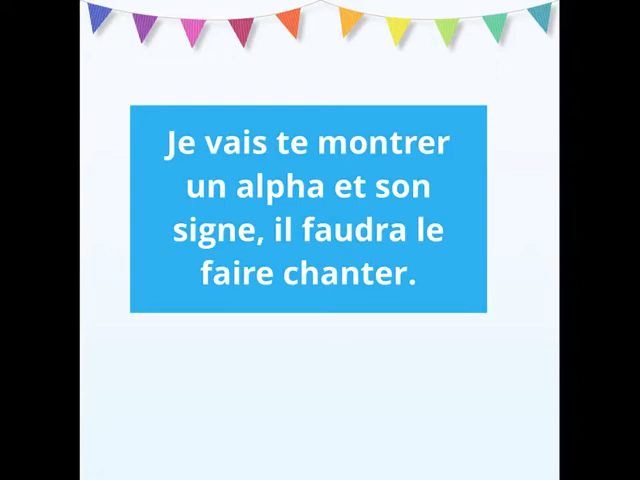 Je vais te montrer
un alpha et son
signe, il faudra le
faire chanter.